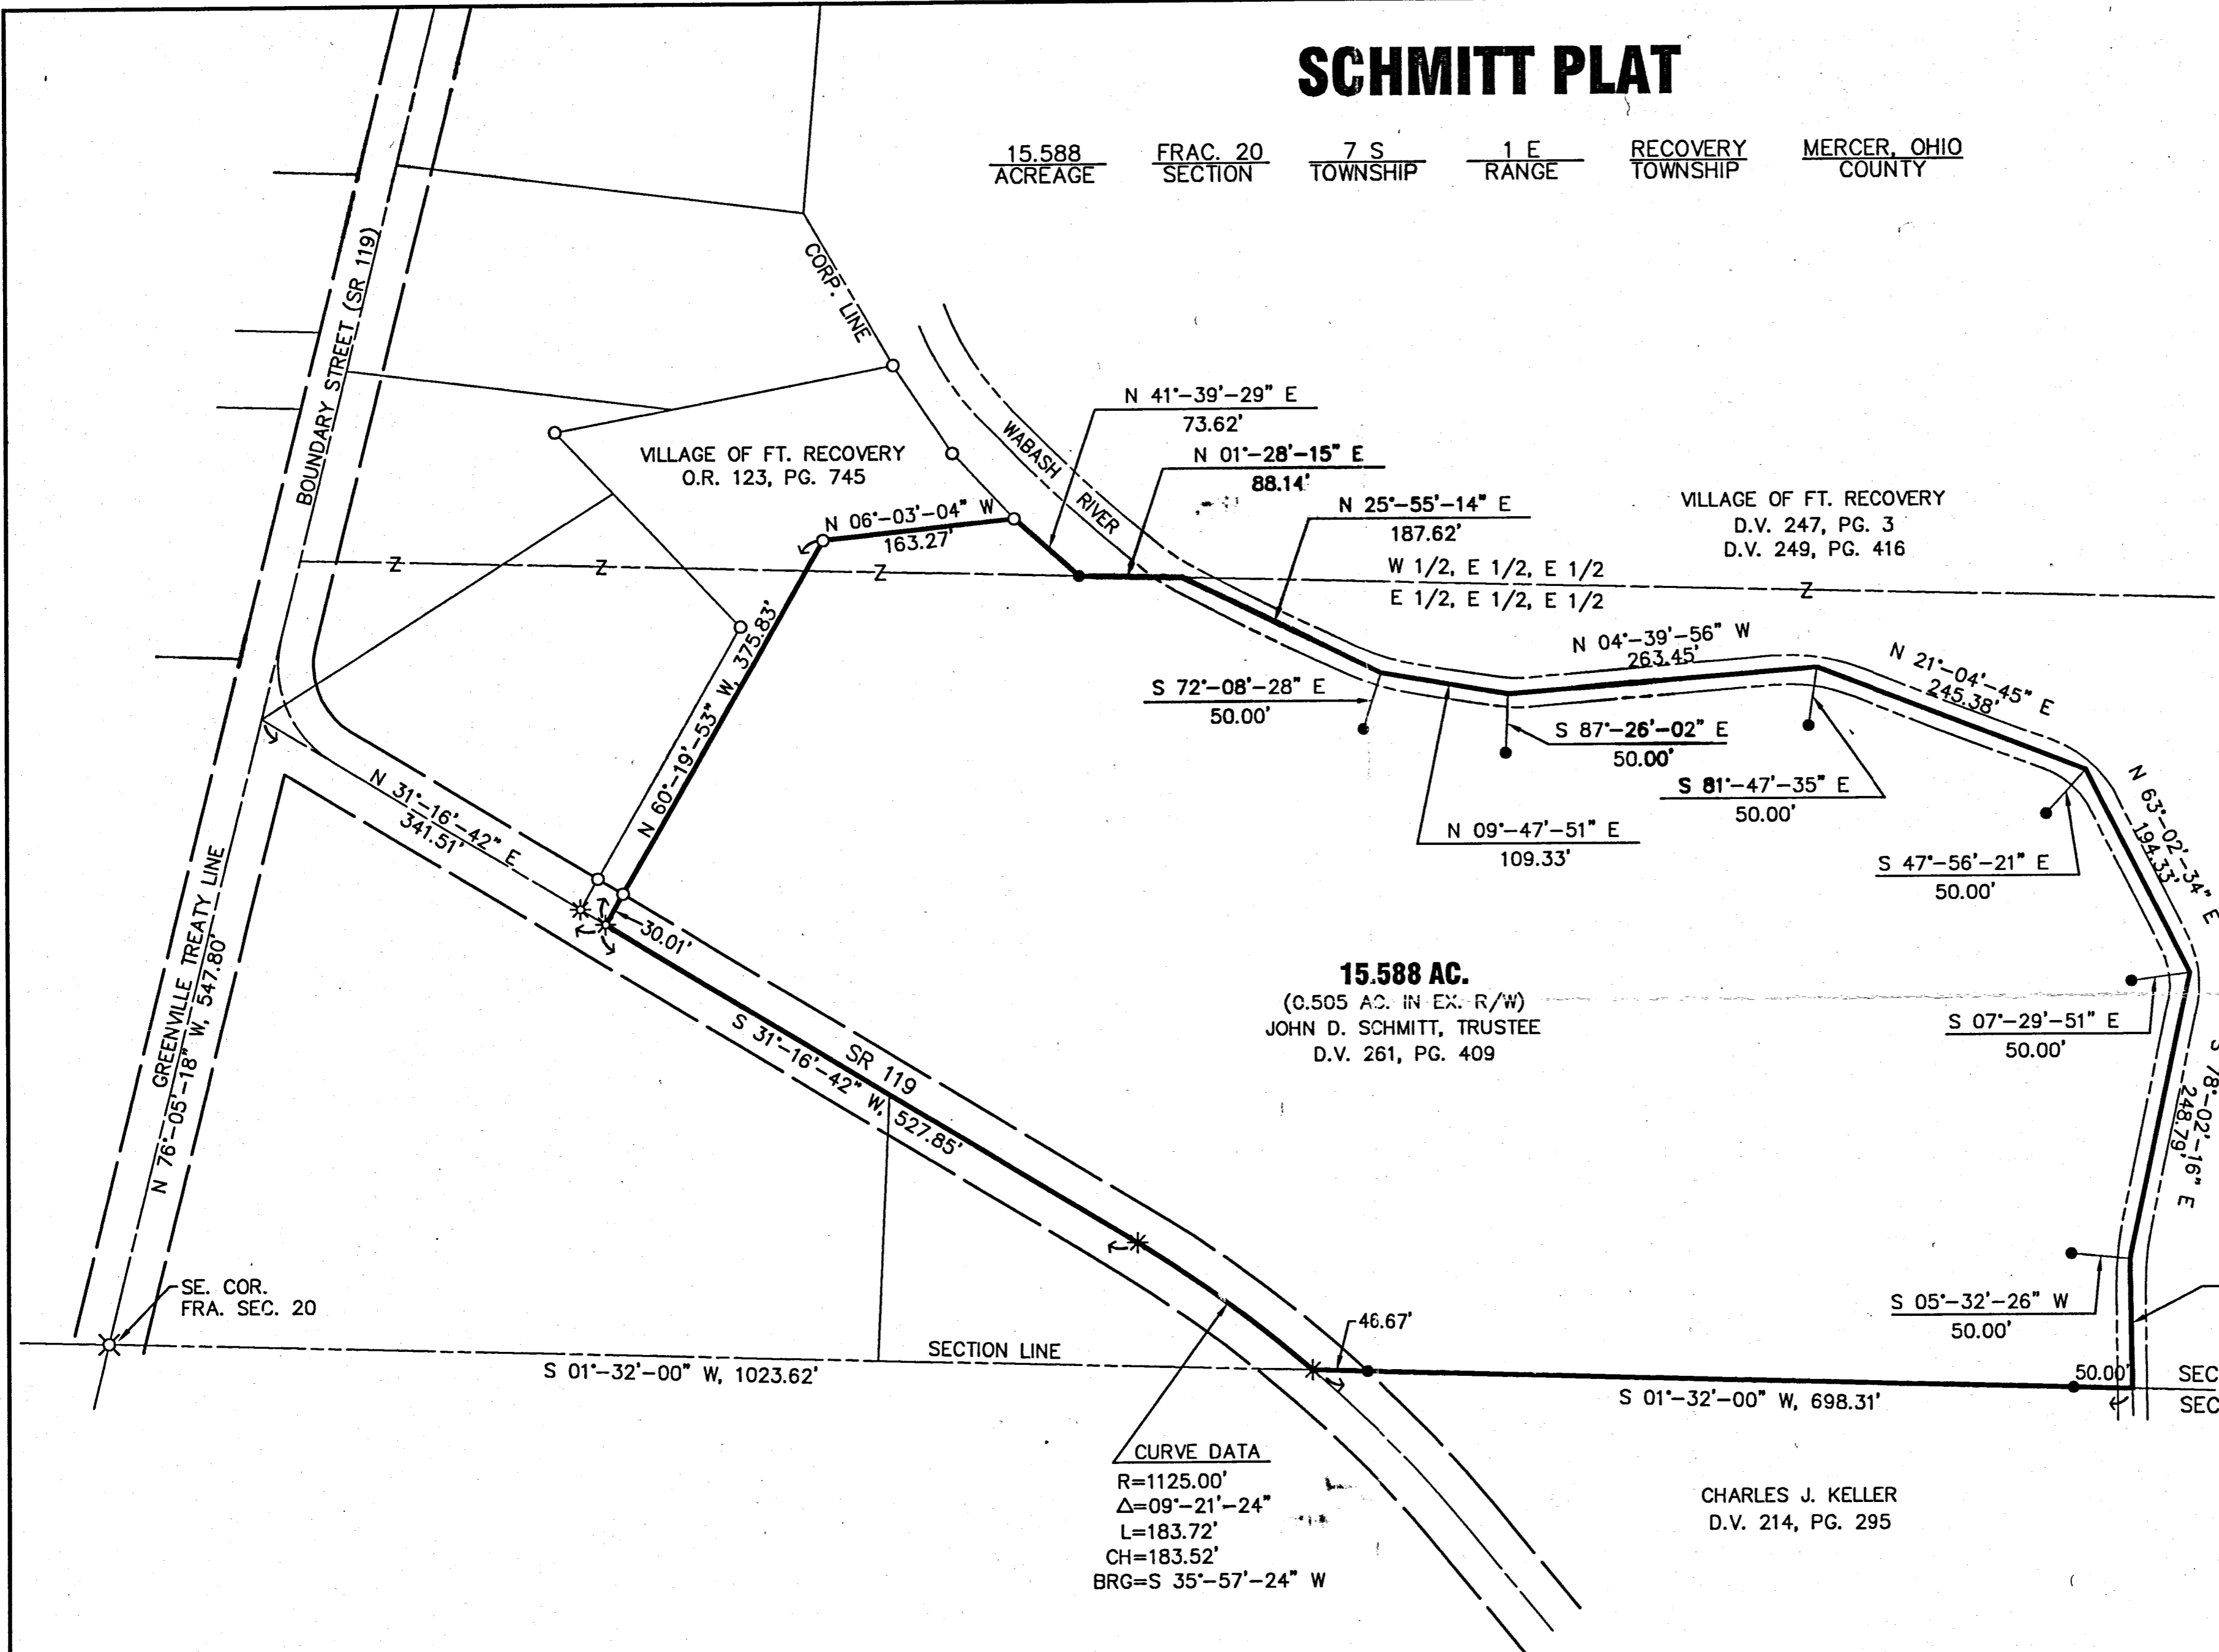 SCHMITT PLAT
15.588
ACREAGE
FRAC. 20
SECTION
7 S
TOWNSHIP
1 E
RANGE
RECOVERY
TOWNSHIP
MERCER, OHIO
COUNTY
BOUNDARY STREET (SR 119)
CORP. LINE
WABASH RIVER
N 41°-39'-29" E
73.62'
N 01°-28'-15" E
88.14'
VILLAGE OF FT. RECOVERY
O.R. 123, PG. 745
N 25°-55'-14" E
187.62'
VILLAGE OF FT. RECOVERY
D.V. 247, PG. 3
D.V. 249, PG. 416
N 06°-03'-04" W
163.27'
Z
Z
Z
W 1/2, E 1/2, E 1/2
E 1/2, E 1/2, E 1/2
Z
N 60°-19'-53" W, 375.83'
N 04°-39'-56" W
263.45'
N 21°-04'-45" E
245.38'
S 72°-08'-28" E
50.00'
S 87°-26'-02" E
50.00'
S 81°-47'-35" E
50.00'
N 09°-47'-51" E
109.33'
N 63°-02'-34" E
194.33'
S 47°-56'-21" E
50.00'
N 31°-16'-42" E
341.51'
GREENVILLE TREATY LINE
N 76°-05'-18" W, 547.80'
30.01'
15.588 AC.
(0.505 AC. IN EX. R/W)
JOHN D. SCHMITT, TRUSTEE
D.V. 261, PG. 409
S 07°-29'-51" E
50.00'
S 78°-02'-16" E
248.79'
SR 119
S 31°-16'-42" W, 527.85'
SE. COR.
FRA. SEC. 20
S 05°-32'-26" W
50.00'
46.67'
SECTION LINE
S 01°-32'-00" W, 1023.62'
50.00'
SEC
SEC
S 01°-32'-00" W, 698.31'
CURVE DATA
R=1125.00'
Δ=09°-21'-24"
L=183.72'
CH=183.52'
BRG=S 35°-57'-24" W
CHARLES J. KELLER
D.V. 214, PG. 295